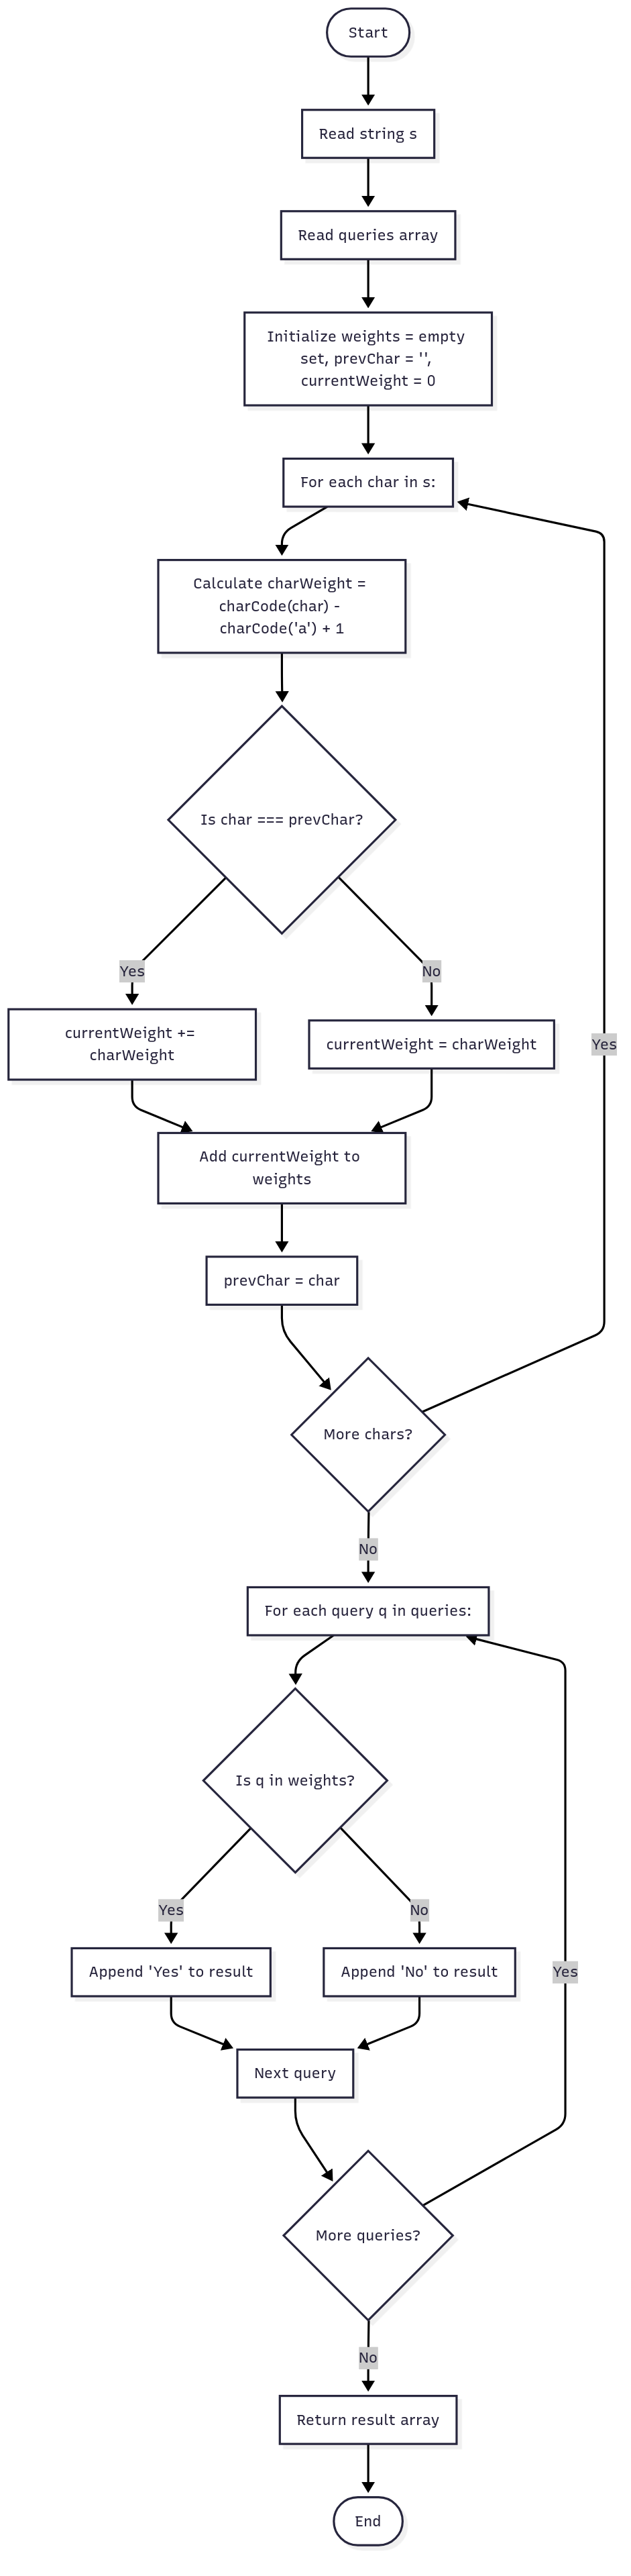 Start
Read string s
Read queries array
Initialize weights = empty
set, prevChar = '',
currentWeight = 0
For each char in s:
Calculate charWeight =
charCode(char) -
charCode('a') + 1
Is char === prevChar?
Yes
No
currentWeight +=
charWeight
currentWeight = charWeight
Yes
Add currentWeight to
weights
prevChar = char
More chars?
No
For each query q in queries:
Is q in weights?
Yes
No
Append 'Yes' to result
Append 'No' to result
Yes
Next query
More queries?
No
Return result array
End